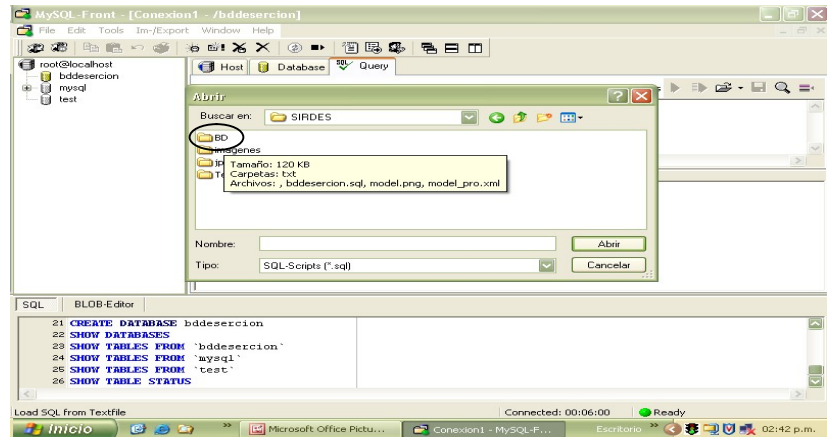 MySQL-Front - [Conexion1 - /bddesercion]
File Edit Tools Im-/Export Window Help
root@localhost
bddesercion
mysql
test
Host Database SQL Query
Abrir
Buscar en: SIRDES
BD
imagenes
jp
Te
Tamaño: 120 KB
Carpetas: txt
Archivos: , bddesercion.sql, model.png, model_pro.xml
Nombre: Abrir
Tipo: SQL-Scripts (*.sql) Cancelar
SQL BLOB-Editor
21 CREATE DATABASE bddesercion
22 SHOW DATABASES
23 SHOW TABLES FROM `bddesercion`
24 SHOW TABLES FROM `mysql`
25 SHOW TABLES FROM `test`
26 SHOW TABLE STATUS
Load SQL from Textfile Connected: 00:06:00 Ready
Inicio » Microsoft Office Pictu... Conexion1 - MySQL-F... Escritorio » 02:42 p.m.